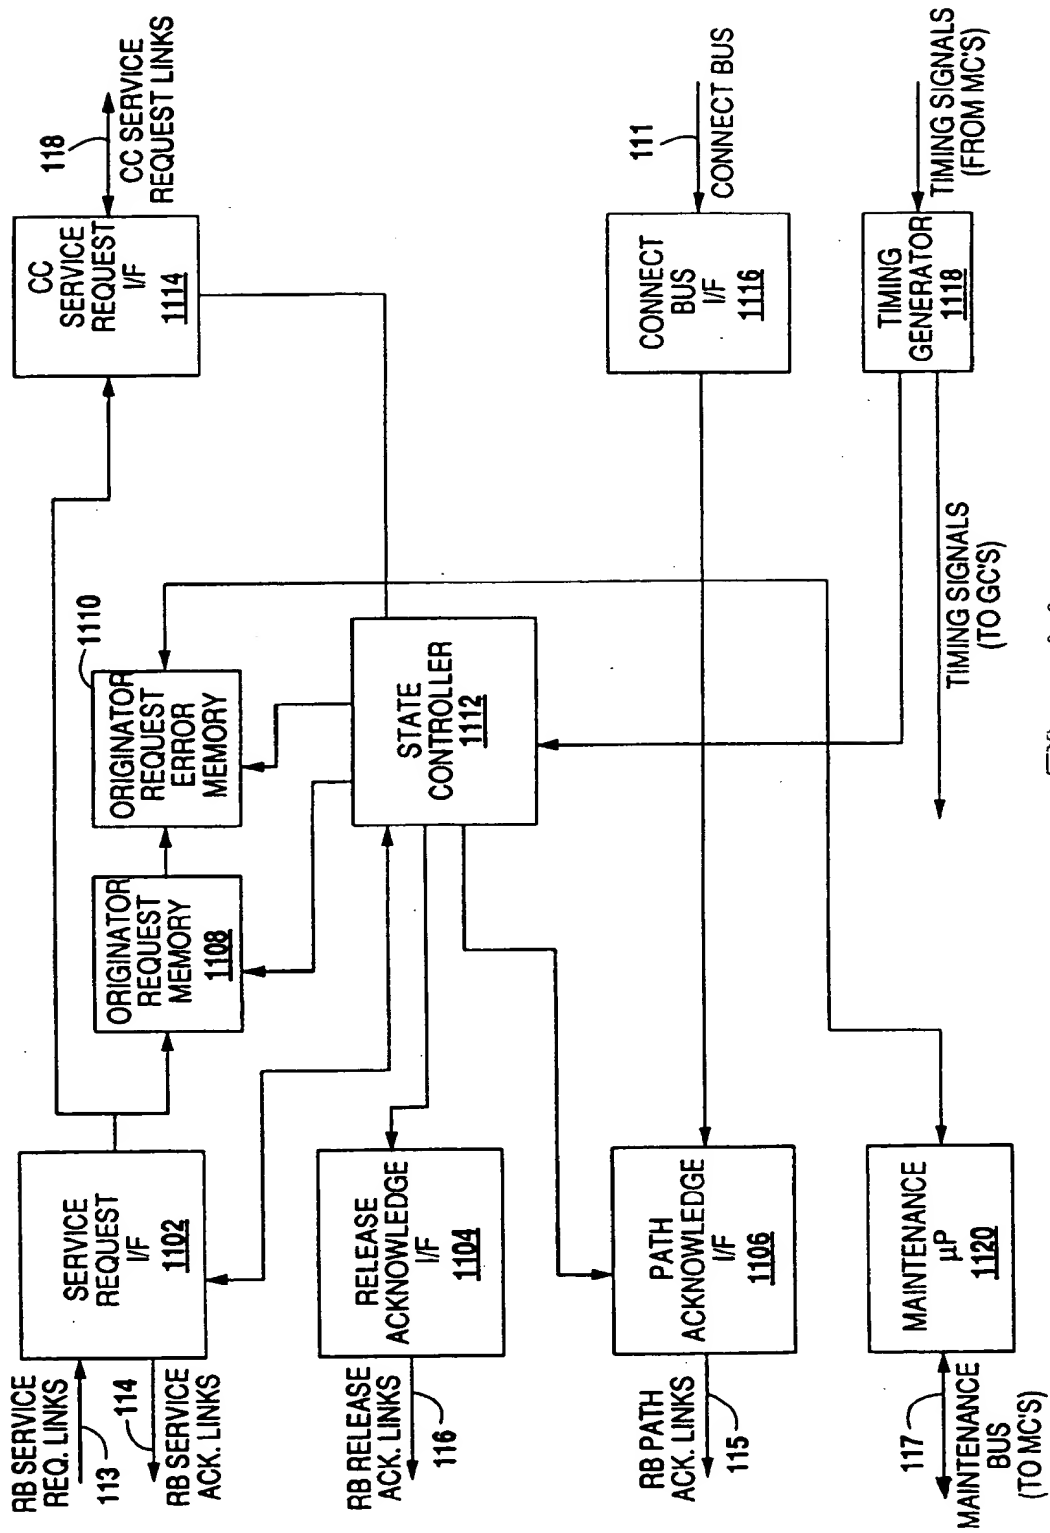 RB SERVICE
REQ. LINKS
113
114
RB SERVICE
ACK. LINKS
SERVICE
REQUEST
I/F
1102
ORIGINATOR
REQUEST
MEMORY
1108
ORIGINATOR
REQUEST
ERROR
MEMORY
1110
CC
SERVICE
REQUEST
I/F
1114
118
CC SERVICE
REQUEST LINKS
RB RELEASE
ACK. LINKS
116
RELEASE
ACKNOWLEDGE
I/F
1104
STATE
CONTROLLER
1112
RB PATH
ACK. LINKS
115
PATH
ACKNOWLEDGE
I/F
1106
CONNECT
BUS
I/F
1116
111
CONNECT BUS
117
MAINTENANCE
BUS
(TO MC'S)
MAINTENANCE
µP
1120
TIMING SIGNALS
(TO GC'S)
TIMING
GENERATOR
1118
TIMING SIGNALS
(FROM MC'S)